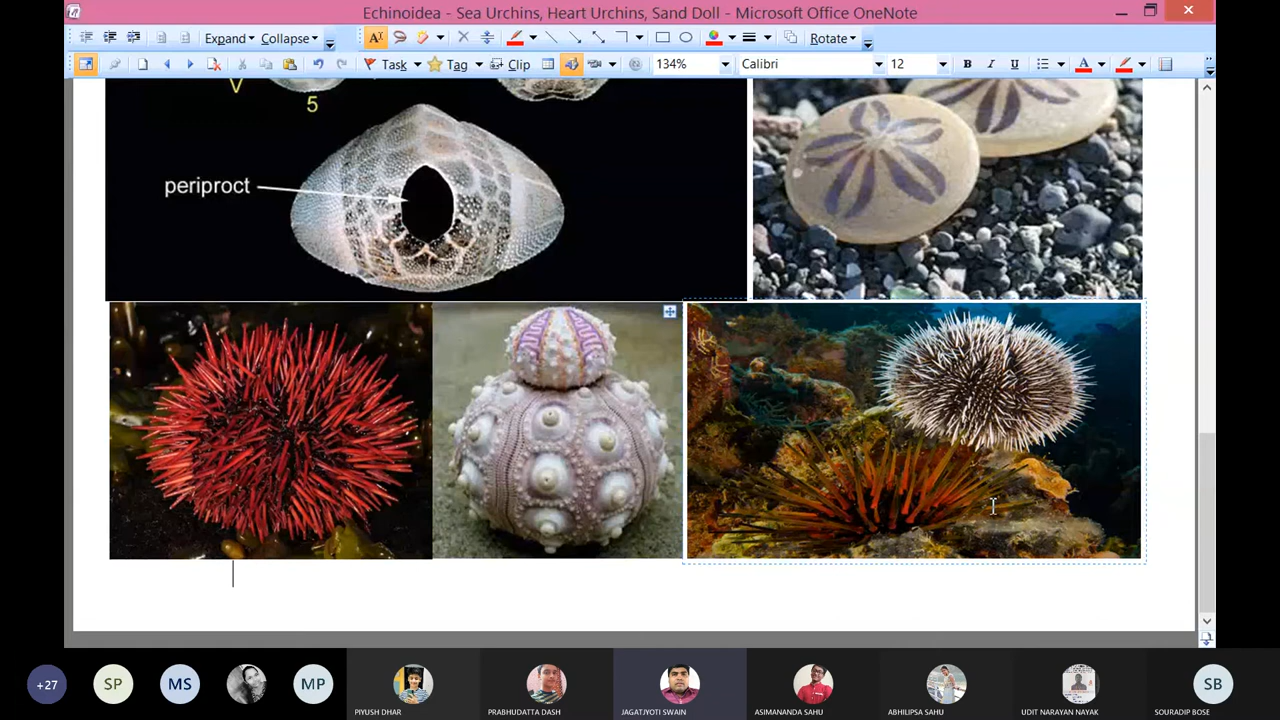 Echinoidea - Sea Urchins, Heart Urchins, Sand Doll - Microsoft Office OneNote
Expand Collapse Rotate
Task Tag Clip 134% Calibri 12 B I U A
V
5
periproct
+27 SP MS MP SB
PIYUSH DHAR PRABHUDATTA DASH JAGATJYOTI SWAIN ASIMANANDA SAHU ABHILIPSA SAHU UDIT NARAYAN NAYAK SOURADIP BOSE